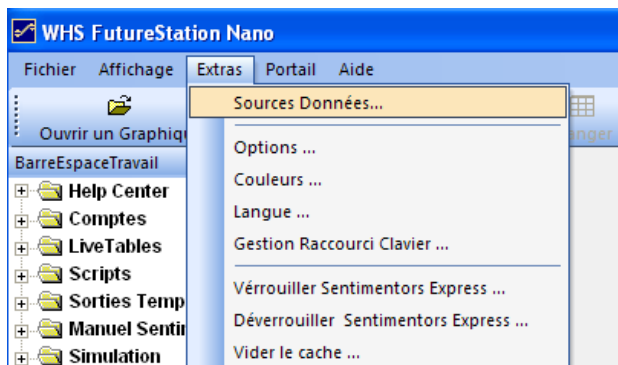 WHS FutureStation Nano
Fichier Affichage Extras Portail Aide
Sources Données...
Ouvrir un Graphiq
anger
Options ...
BarreEspaceTravail
Couleurs ...
Help Center
Langue ...
Comptes
Gestion Raccourci Clavier ...
LiveTables
Scripts
Vérrouiller Sentimentors Express ...
Sorties Temp
Déverrouiller Sentimentors Express ...
Manuel Sentin
Vider le cache ...
Simulation